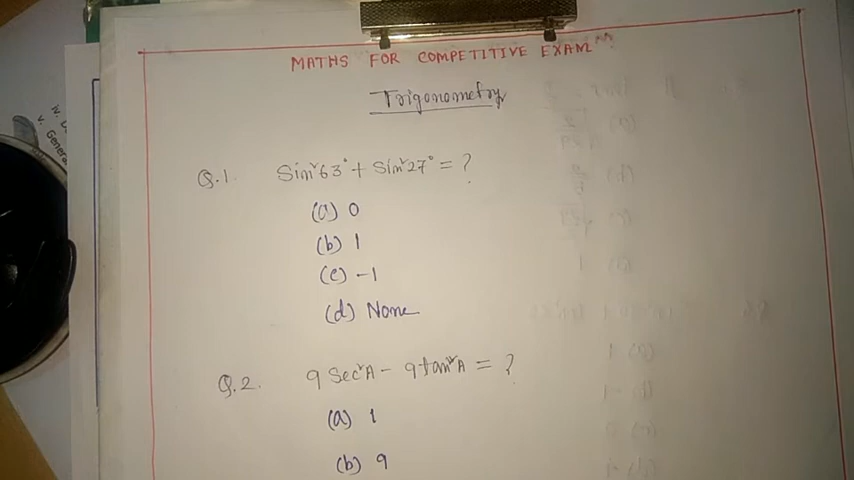 MATHS FOR COMPETITIVE EXAM
Trigonometry
Q.1. Sin²63° + Sin²27° = ?
(a) 0
(b) 1
(c) -1
(d) None
Q.2. 9 Sec²A - 9 tan²A = ?
(a) 1
(b) 9
v. Genera